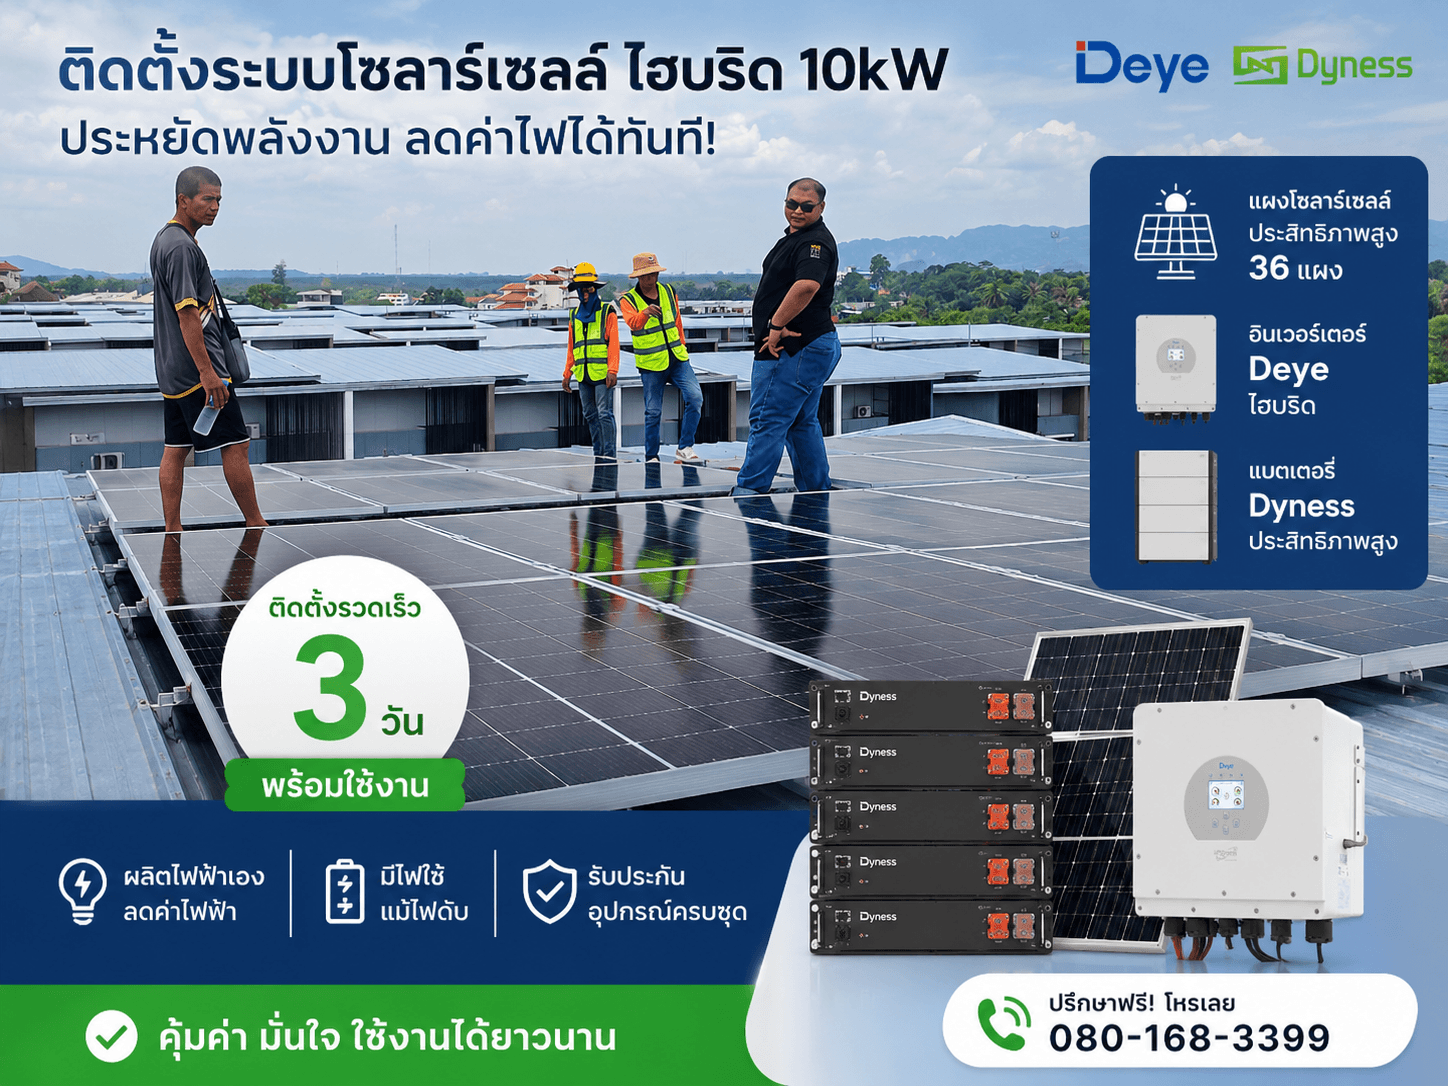 ติดตั้งระบบโซลาร์เซลล์ ไฮบริด 10kW
ประหยัดพลังงาน ลดค่าไฟได้ทันที!
Deye
Dyness
แผงโซลาร์เซลล์
ประสิทธิภาพสูง
36 แผง
อินเวอร์เตอร์
Deye
ไฮบริด
แบตเตอรี่
Dyness
ประสิทธิภาพสูง
ติดตั้งรวดเร็ว
3 วัน
พร้อมใช้งาน
Dyness
Dyness
Dyness
Dyness
Dyness
Deye
ผลิตไฟฟ้าเอง
ลดค่าไฟฟ้า
มีไฟใช้
แม้ไฟดับ
รับประกัน
อุปกรณ์ครบชุด
คุ้มค่า มั่นใจ ใช้งานได้ยาวนาน
ปรึกษาฟรี! โทรเลย
080-168-3399